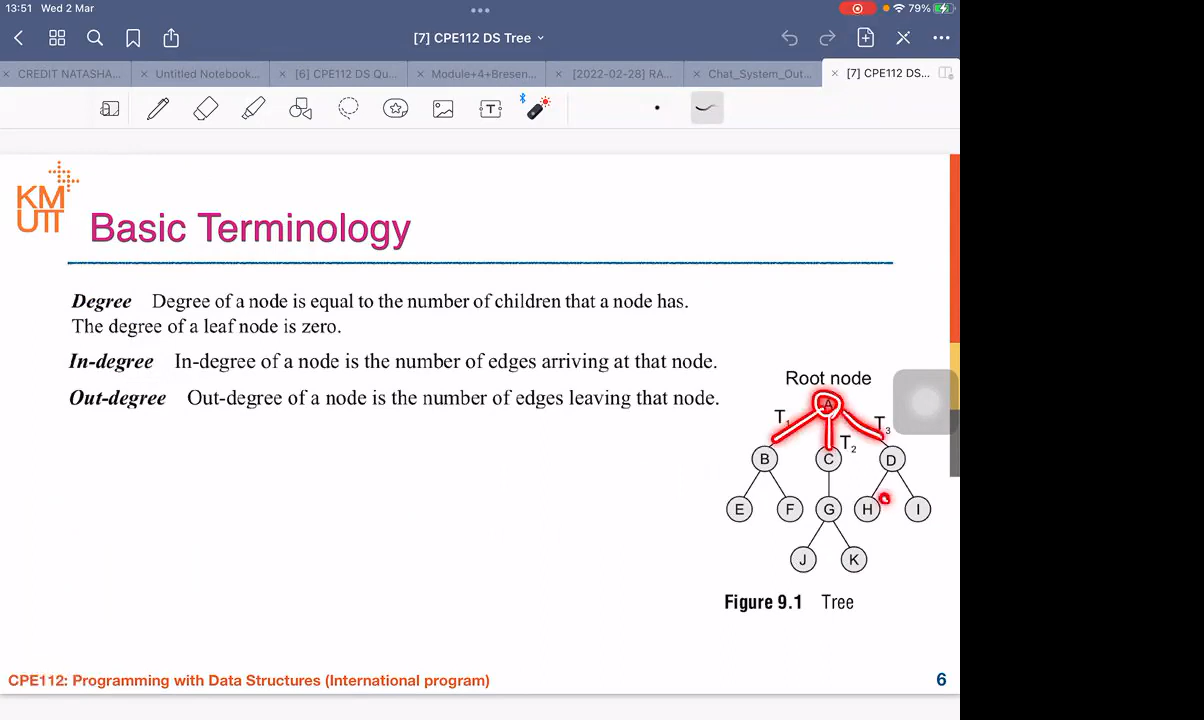 13:51 Wed 2 Mar
79%
[7] CPE112 DS Tree
CREDIT NATASHA...
Untitled Notebook...
[6] CPE112 DS Qu...
Module+4+Bresen...
[2022-02-28] RA...
Chat_System_Out...
[7] CPE112 DS...
T
KM
UTT
Basic Terminology
Degree Degree of a node is equal to the number of children that a node has.
The degree of a leaf node is zero.
In-degree In-degree of a node is the number of edges arriving at that node.
Out-degree Out-degree of a node is the number of edges leaving that node.
Root node
A
T1
T2
T3
B C D
E F G H I
J K
Figure 9.1 Tree
CPE112: Programming with Data Structures (International program)
6